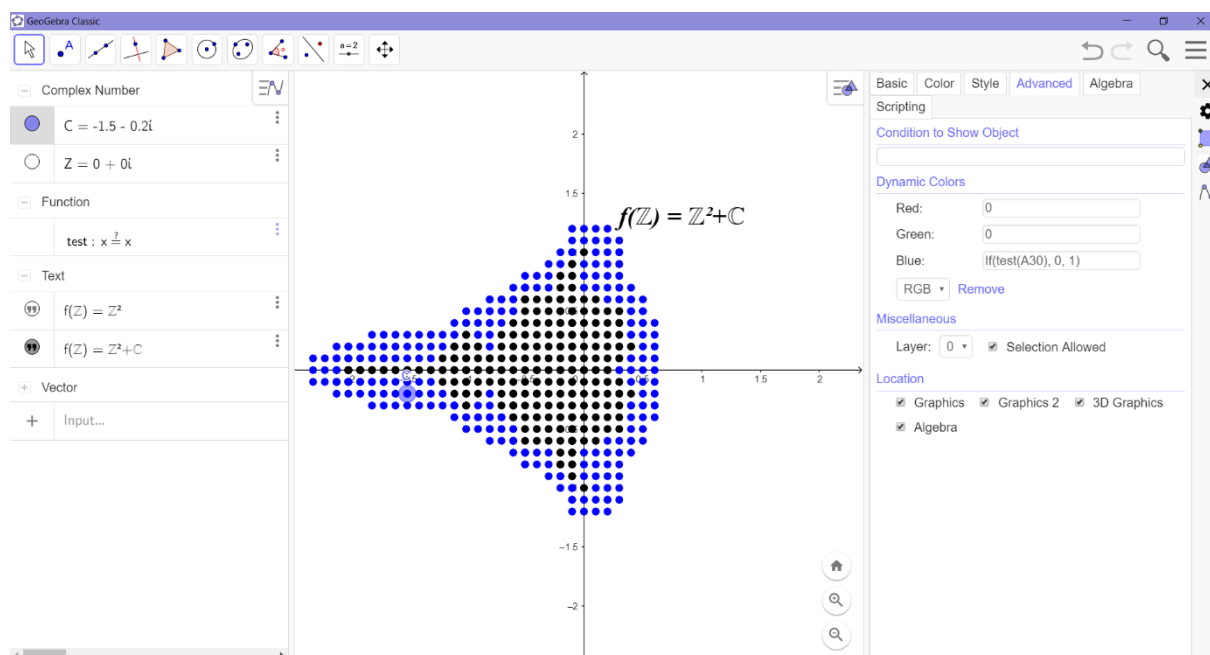 GeoGebra Classic
A
a=2
Complex Number
C = -1.5 - 0.2i
Z = 0 + 0i
Function
test : x ≟ x
Text
f(ℤ) = ℤ²
f(ℤ) = ℤ²+ℂ
Vector
Input...
2
1.5
f(ℤ) = ℤ²+ℂ
C
1
1.5
2
−1.5
−2
Basic Color Style Advanced Algebra
Scripting
Condition to Show Object
Dynamic Colors
Red: 0
Green: 0
Blue: If(test(A30), 0, 1)
RGB Remove
Miscellaneous
Layer: 0 Selection Allowed
Location
Graphics Graphics 2 3D Graphics
Algebra